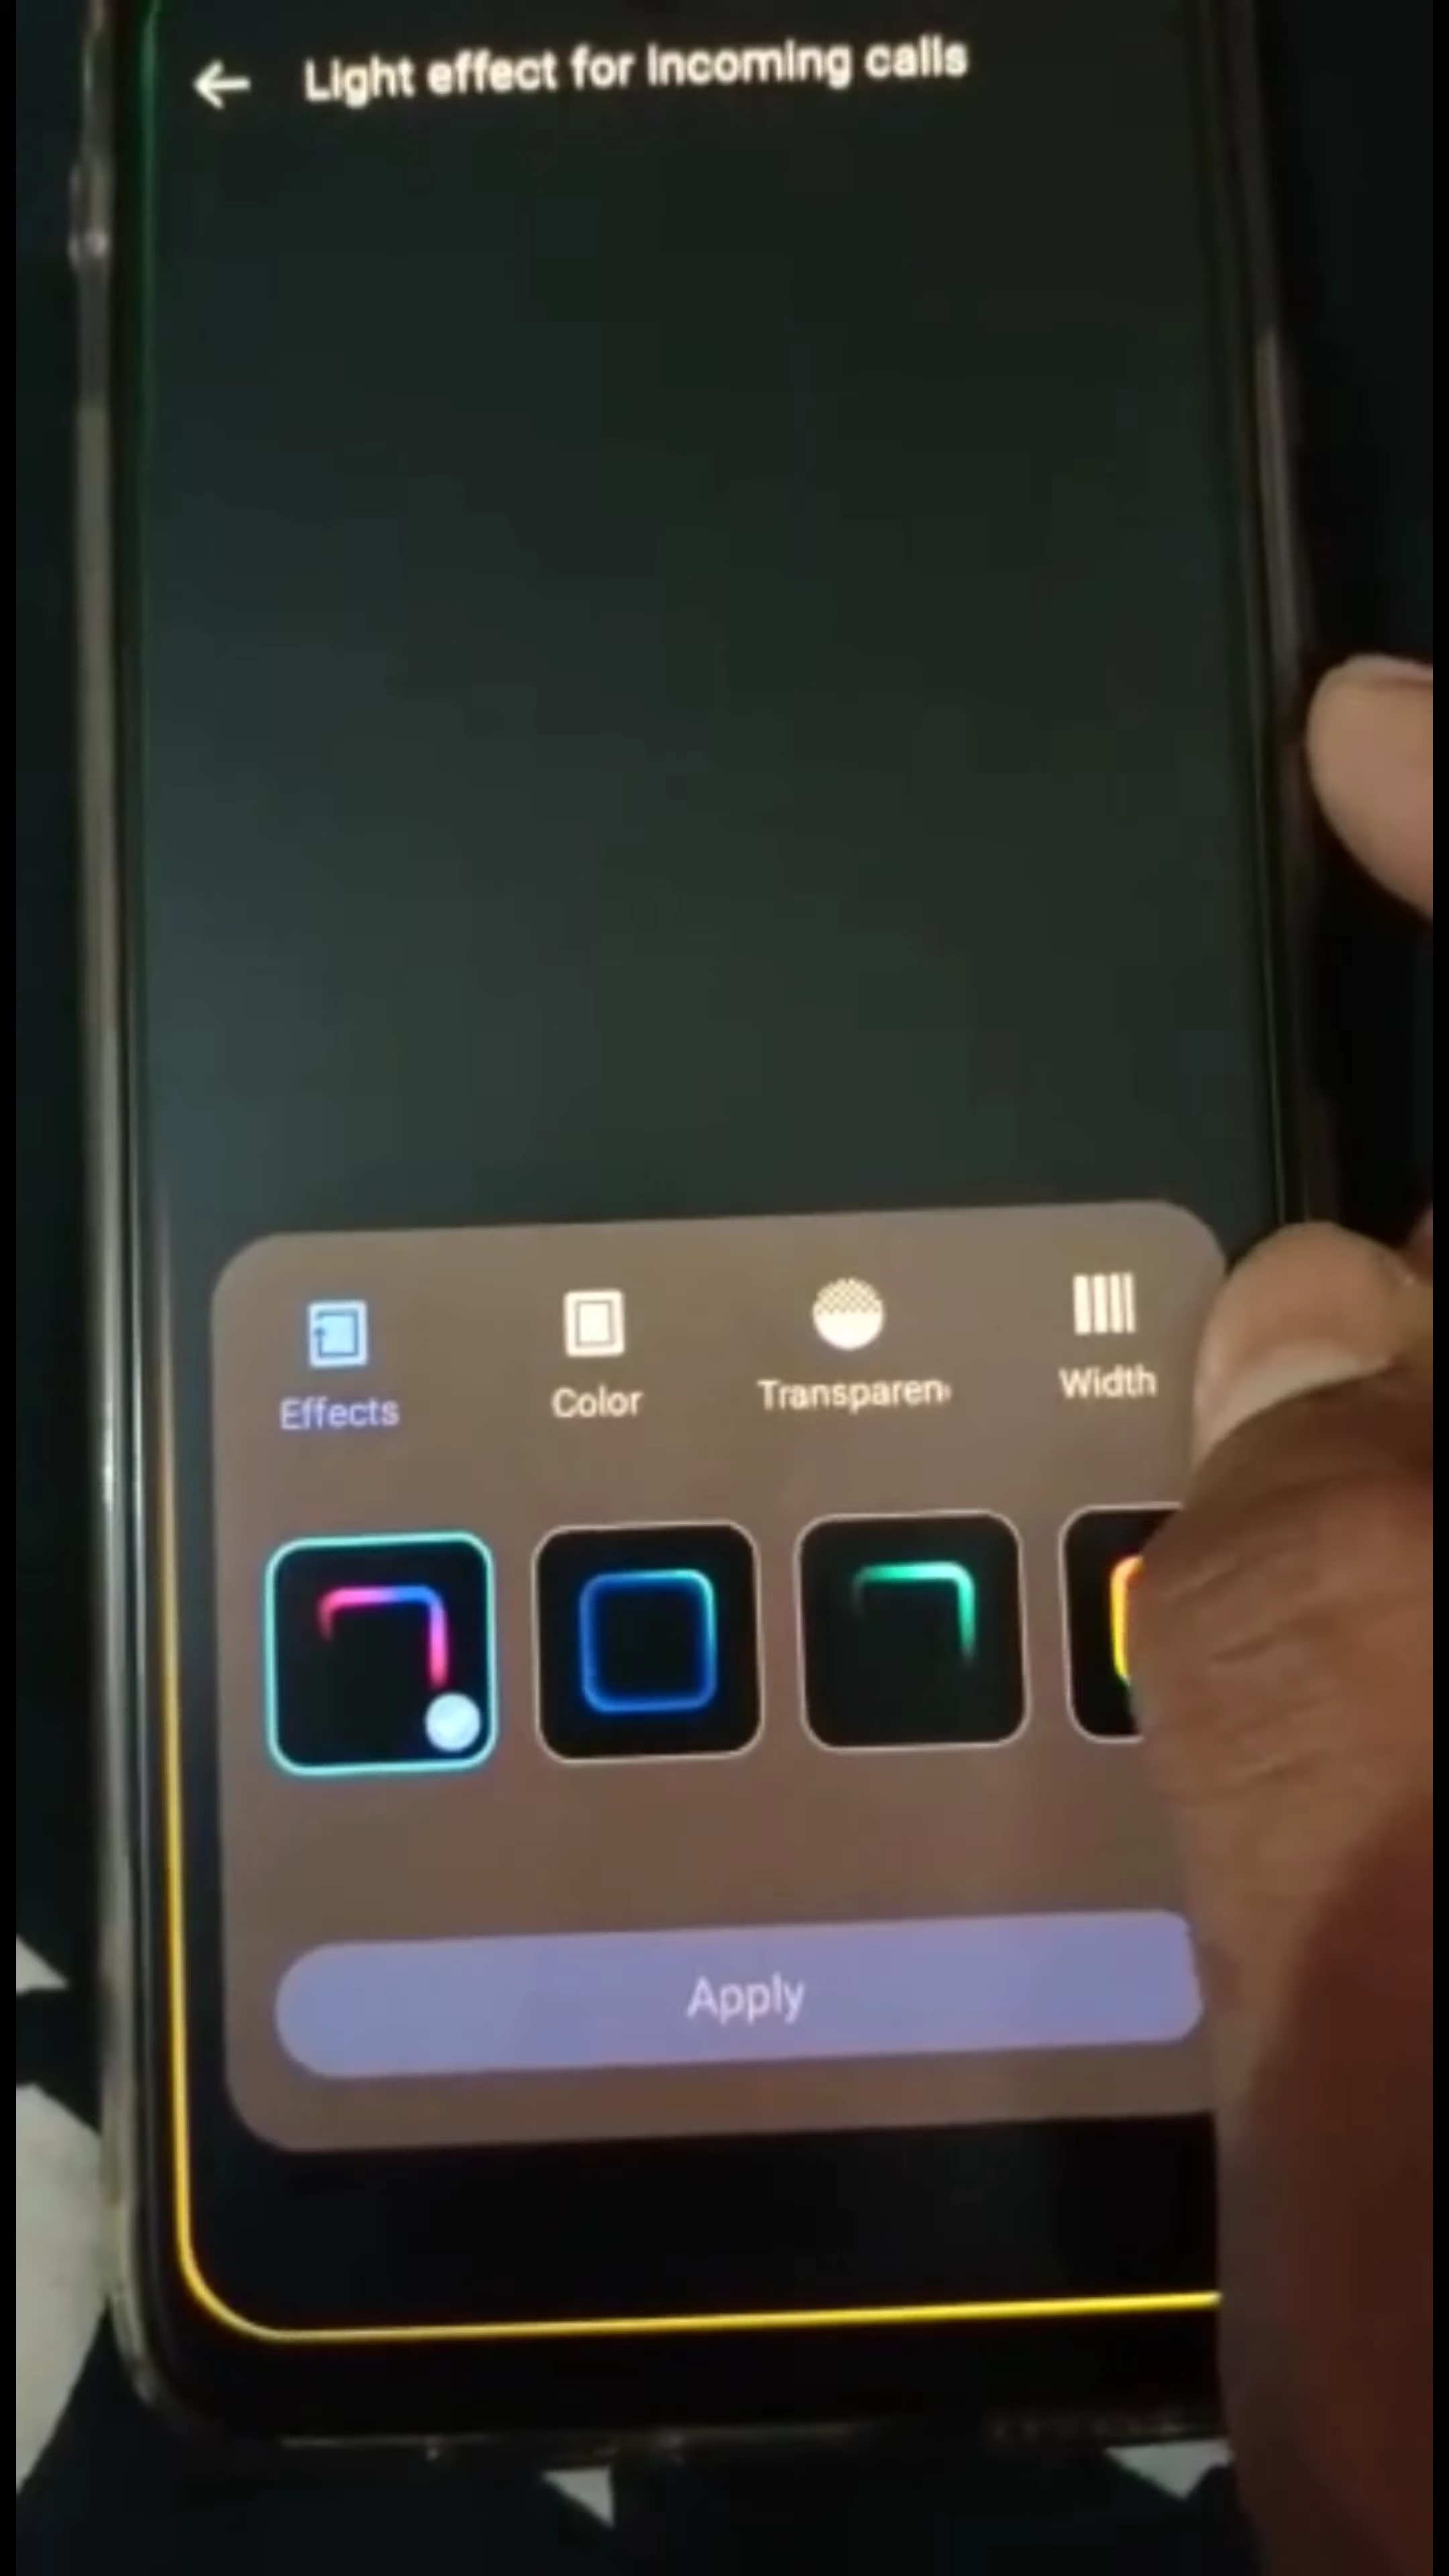 Light effect for incoming calls
Effects
Color
Transparen
Width
Apply